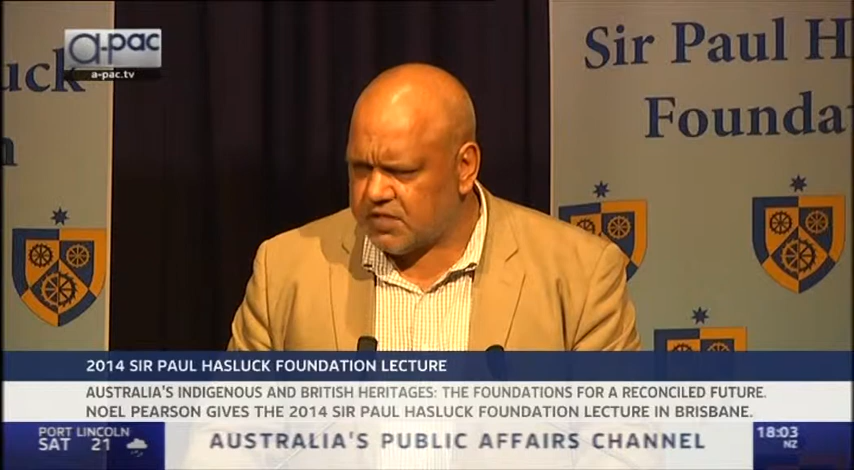 a-pac
a-pac.tv
Sir Paul H
Foundat
ck
n
2014 SIR PAUL HASLUCK FOUNDATION LECTURE
AUSTRALIA'S INDIGENOUS AND BRITISH HERITAGES: THE FOUNDATIONS FOR A RECONCILED FUTURE.
NOEL PEARSON GIVES THE 2014 SIR PAUL HASLUCK FOUNDATION LECTURE IN BRISBANE.
PORT LINCOLN
SAT 21
AUSTRALIA'S PUBLIC AFFAIRS CHANNEL
18:03
NZ